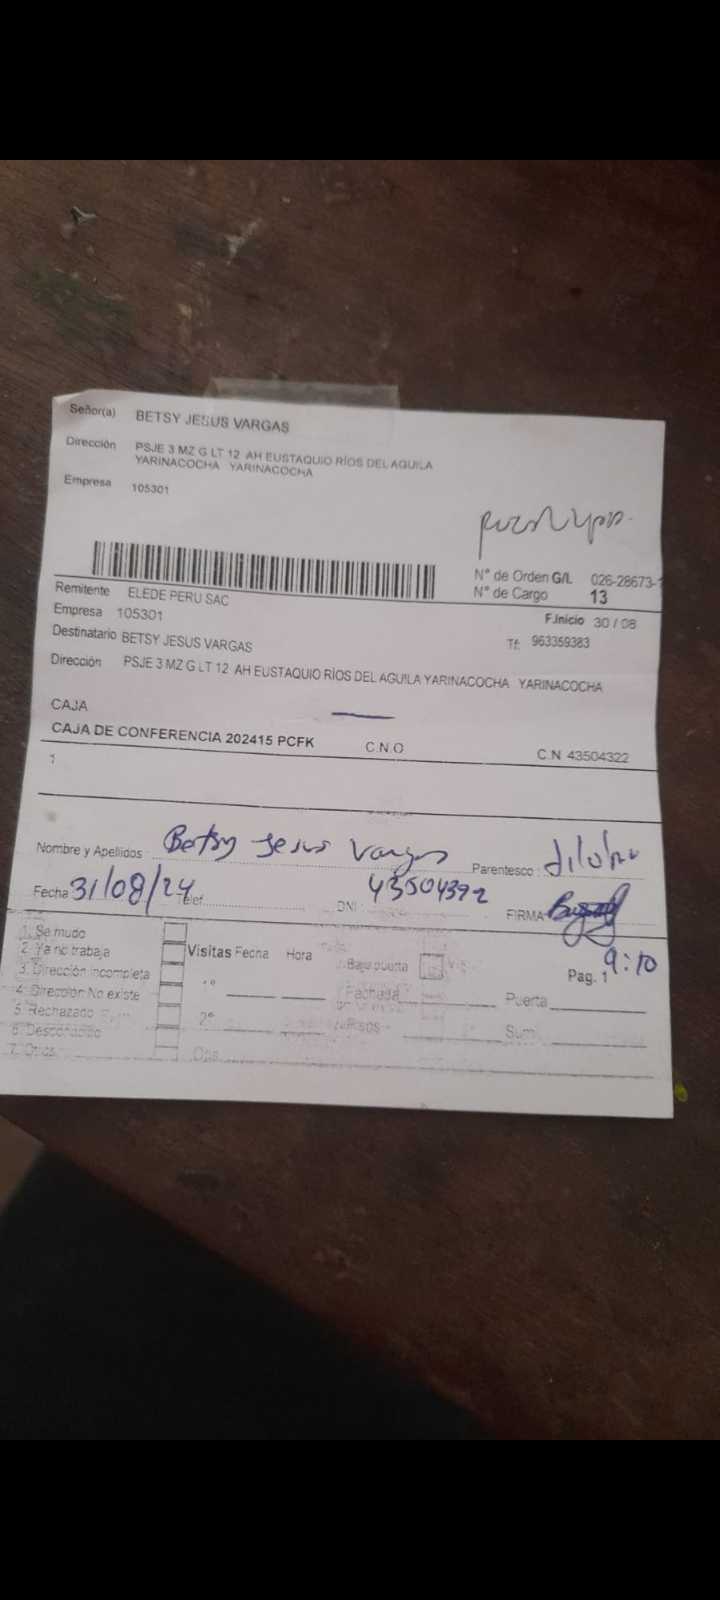 Señor(a) BETSY JESUS VARGAS
Dirección PSJE 3 MZ G LT 12 AH EUSTAQUIO RÍOS DEL AGUILA
YARINACOCHA YARINACOCHA
Empresa 105301
N° de Orden G/L 026-28673-
N° de Cargo 13
Remitente ELEDE PERU SAC
Empresa 105301
F.Inicio 30 / 08
Destinatario BETSY JESUS VARGAS
Tf: 963359383
Dirección PSJE 3 MZ G LT 12 AH EUSTAQUIO RÍOS DEL AGUILA YARINACOCHA YARINACOCHA
CAJA
CAJA DE CONFERENCIA 202415 PCFK C.N.O C.N 43504322
1
Nombre y Apellidos : Betsy Jesus Vargas Parentesco :
Fecha 31/08/24 Telef. DNI 43504392 FIRMA
9:10
Pag. 1
1. Se mudo
2. Ya no trabaja
3. Dirección incompleta
4. Dirección No existe
5. Rechazado
6. Desconocido
7. Otros
Visitas Fecha Hora
1°
2°
Obs.
Bajo puerta
Fachada Puerta
Pisos Sum.